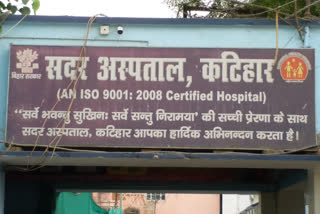 सदर अस्पताल, कटिहार
बिहार सरकार
(AN ISO 9001: 2008 Certified Hospital)
"सर्वे भवन्तु सुखिनः सर्वे सन्तु निरामया' की सच्ची प्रेरणा के साथ
सदर अस्पताल, कटिहार आपका हार्दिक अभिनन्दन करता है।